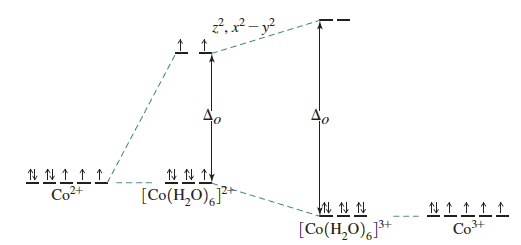 z², x² – y²
Δₒ
Δₒ
Co²⁺
[Co(H₂O)₆]²⁺
[Co(H₂O)₆]³⁺
Co³⁺